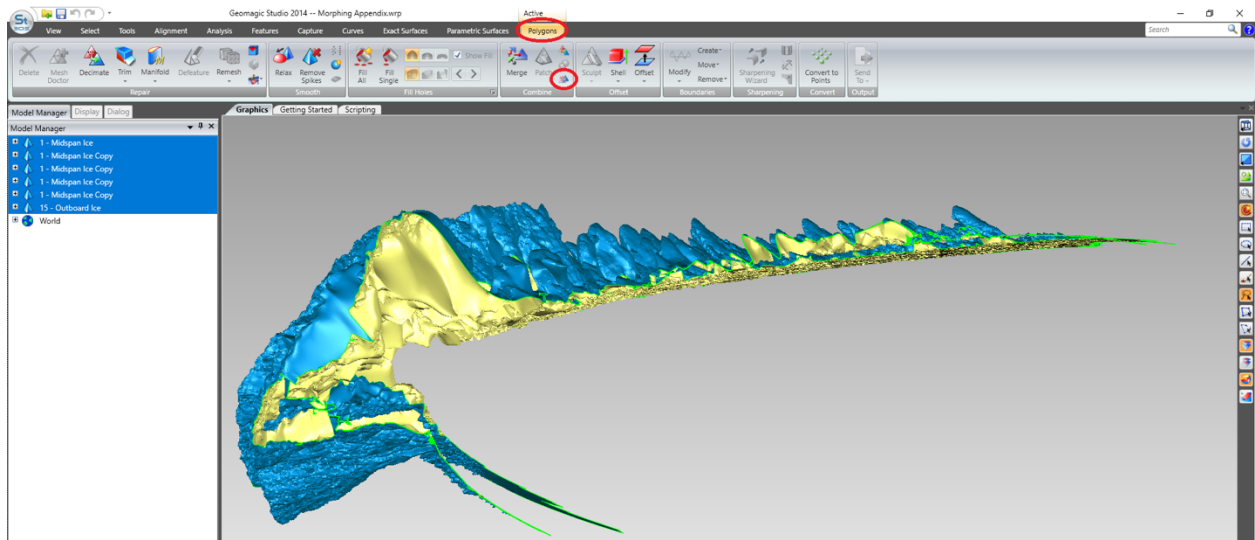 Geomagic Studio 2014 -- Morphing Appendix.wrp
Active
St
View Select Tools Alignment Analysis Features Capture Curves Exact Surfaces Parametric Surfaces Polygons
Search
Delete Mesh Doctor Decimate Trim Manifold Defeature Remesh
Relax Remove Spikes
Fill All Fill Single Show Fill
Merge Patch
Sculpt Shell Offset
Modify Create Move Remove
Sharpening Wizard
Convert to Points
Send To
Repair Smooth Fill Holes Combine Offset Boundaries Sharpening Convert Output
Model Manager Display Dialog
Graphics Getting Started Scripting
Model Manager
1 - Midspan Ice
1 - Midspan Ice Copy
1 - Midspan Ice Copy
1 - Midspan Ice Copy
1 - Midspan Ice Copy
15 - Outboard Ice
World